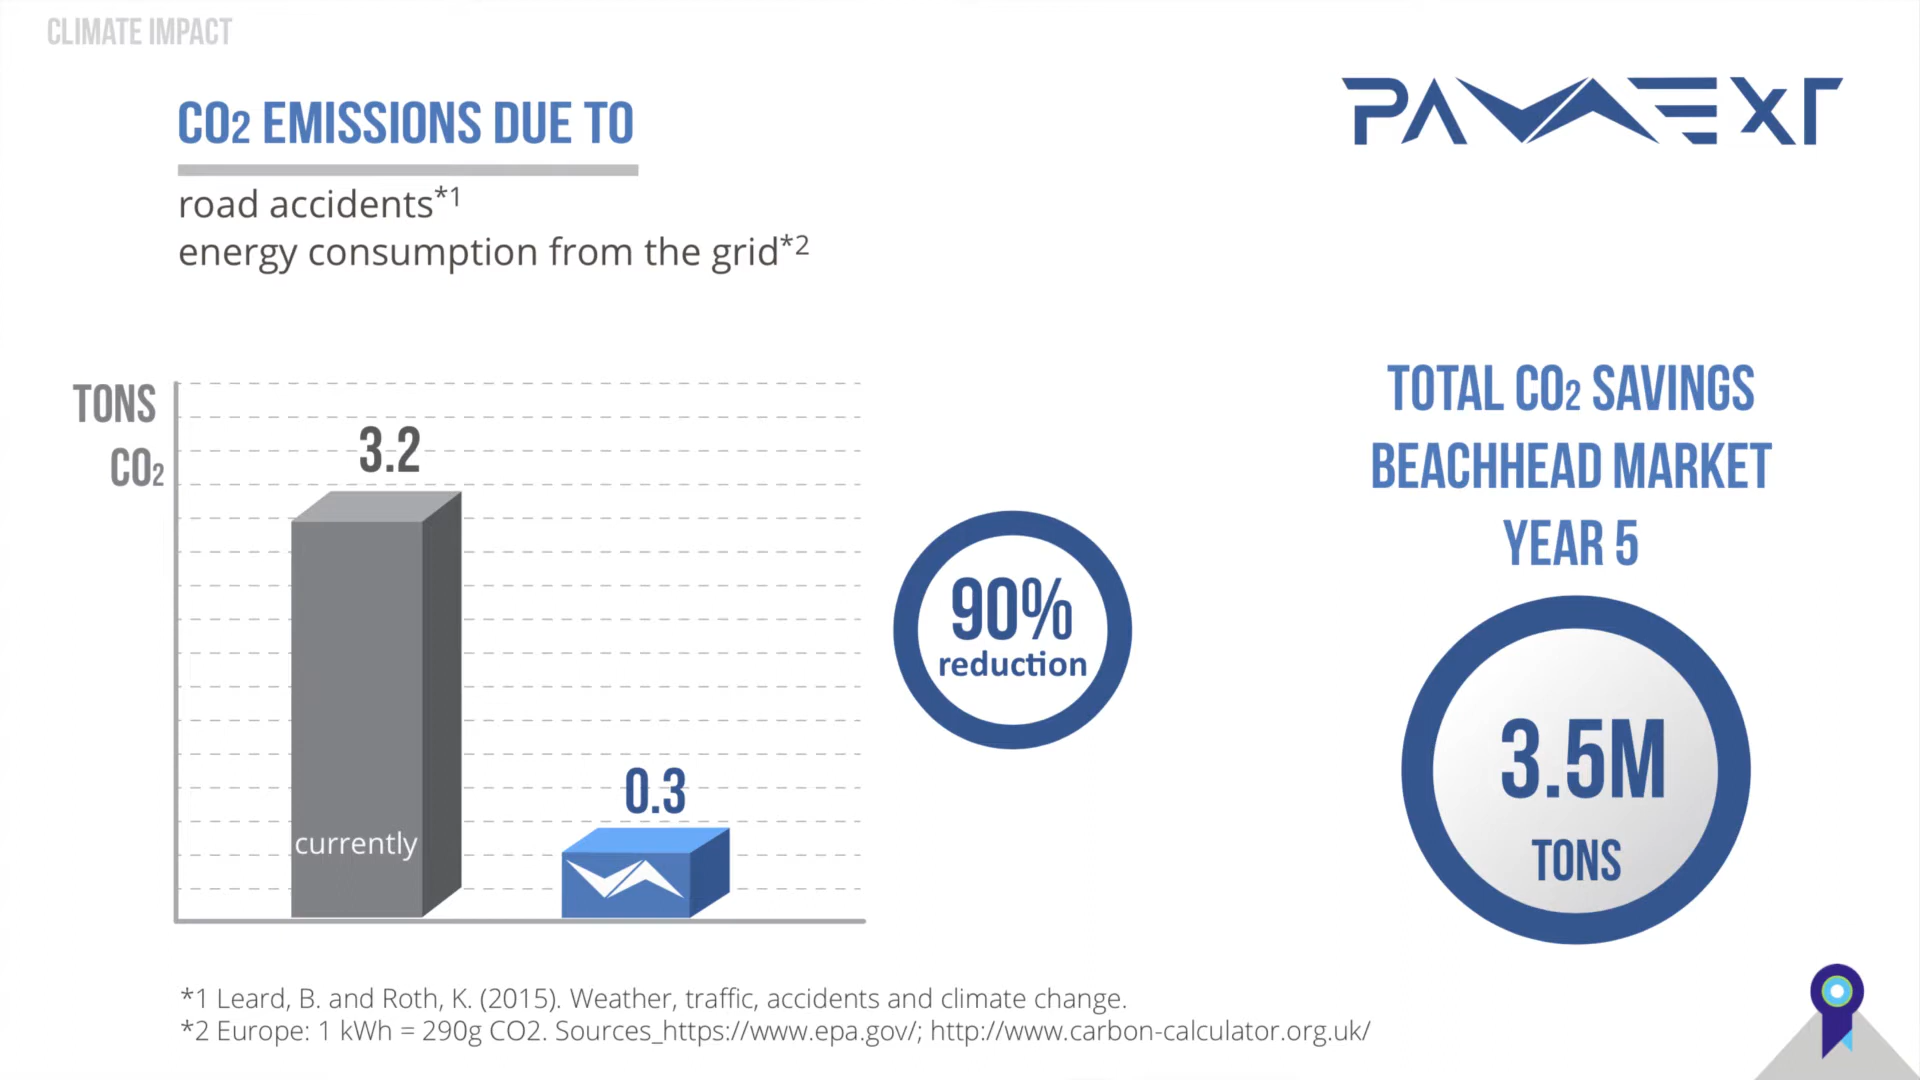 CLIMATE IMPACT
PAVNEXT
CO2 EMISSIONS DUE TO
road accidents*1
energy consumption from the grid*2
TONS
CO2
3.2
currently
0.3
90%
reduction
TOTAL CO2 SAVINGS
BEACHHEAD MARKET
YEAR 5
3.5M
TONS
*1 Leard, B. and Roth, K. (2015). Weather, traffic, accidents and climate change.
*2 Europe: 1 kWh = 290g CO2. Sources_https://www.epa.gov/; http://www.carbon-calculator.org.uk/